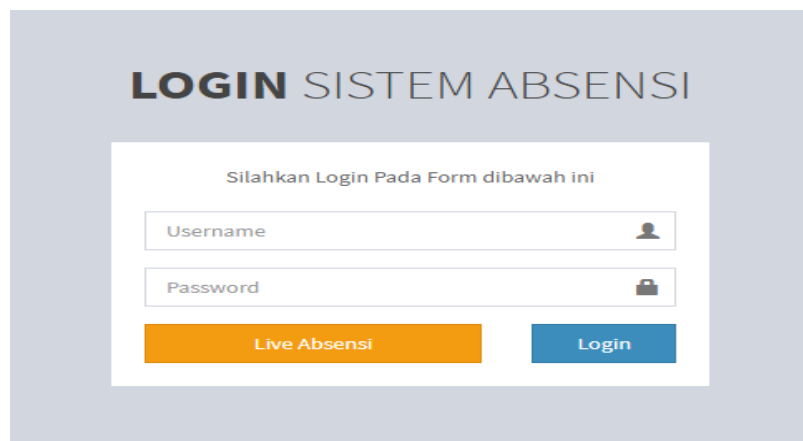 LOGIN SISTEM ABSENSI
Silahkan Login Pada Form dibawah ini
Username
Password
Live Absensi
Login